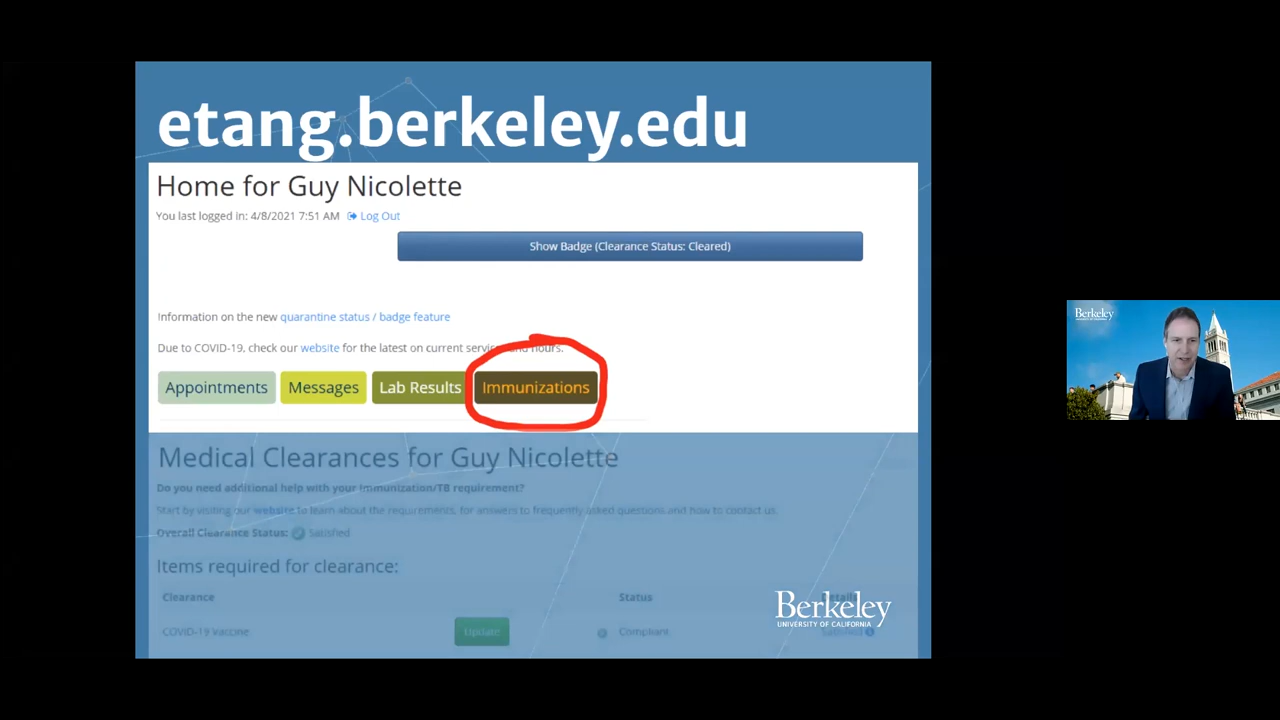 etang.berkeley.edu
Home for Guy Nicolette
You last logged in: 4/8/2021 7:51 AM Log Out
Show Badge (Clearance Status: Cleared)
Information on the new quarantine status / badge feature
Due to COVID-19, check our website for the latest on current service and hours.
Appointments Messages Lab Results Immunizations
Medical Clearances for Guy Nicolette
Do you need additional help with your Immunization/TB requirement?
Start by visiting our website to learn about the requirements, for answers to frequently asked questions and how to contact us.
Overall Clearance Status: Satisfied
Items required for clearance:
Clearance Status Details
COVID-19 Vaccine Update Compliant Satisfied
Berkeley
UNIVERSITY OF CALIFORNIA
Berkeley
UNIVERSITY OF CALIFORNIA